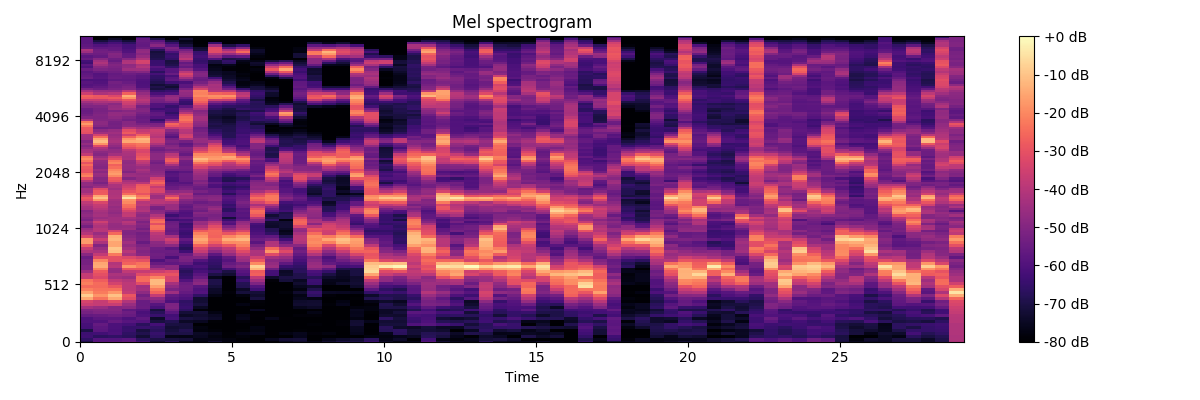 Mel spectrogram
8192
4096
2048
1024
512
0
Hz
0 5 10 15 20 25
Time
+0 dB
-10 dB
-20 dB
-30 dB
-40 dB
-50 dB
-60 dB
-70 dB
-80 dB